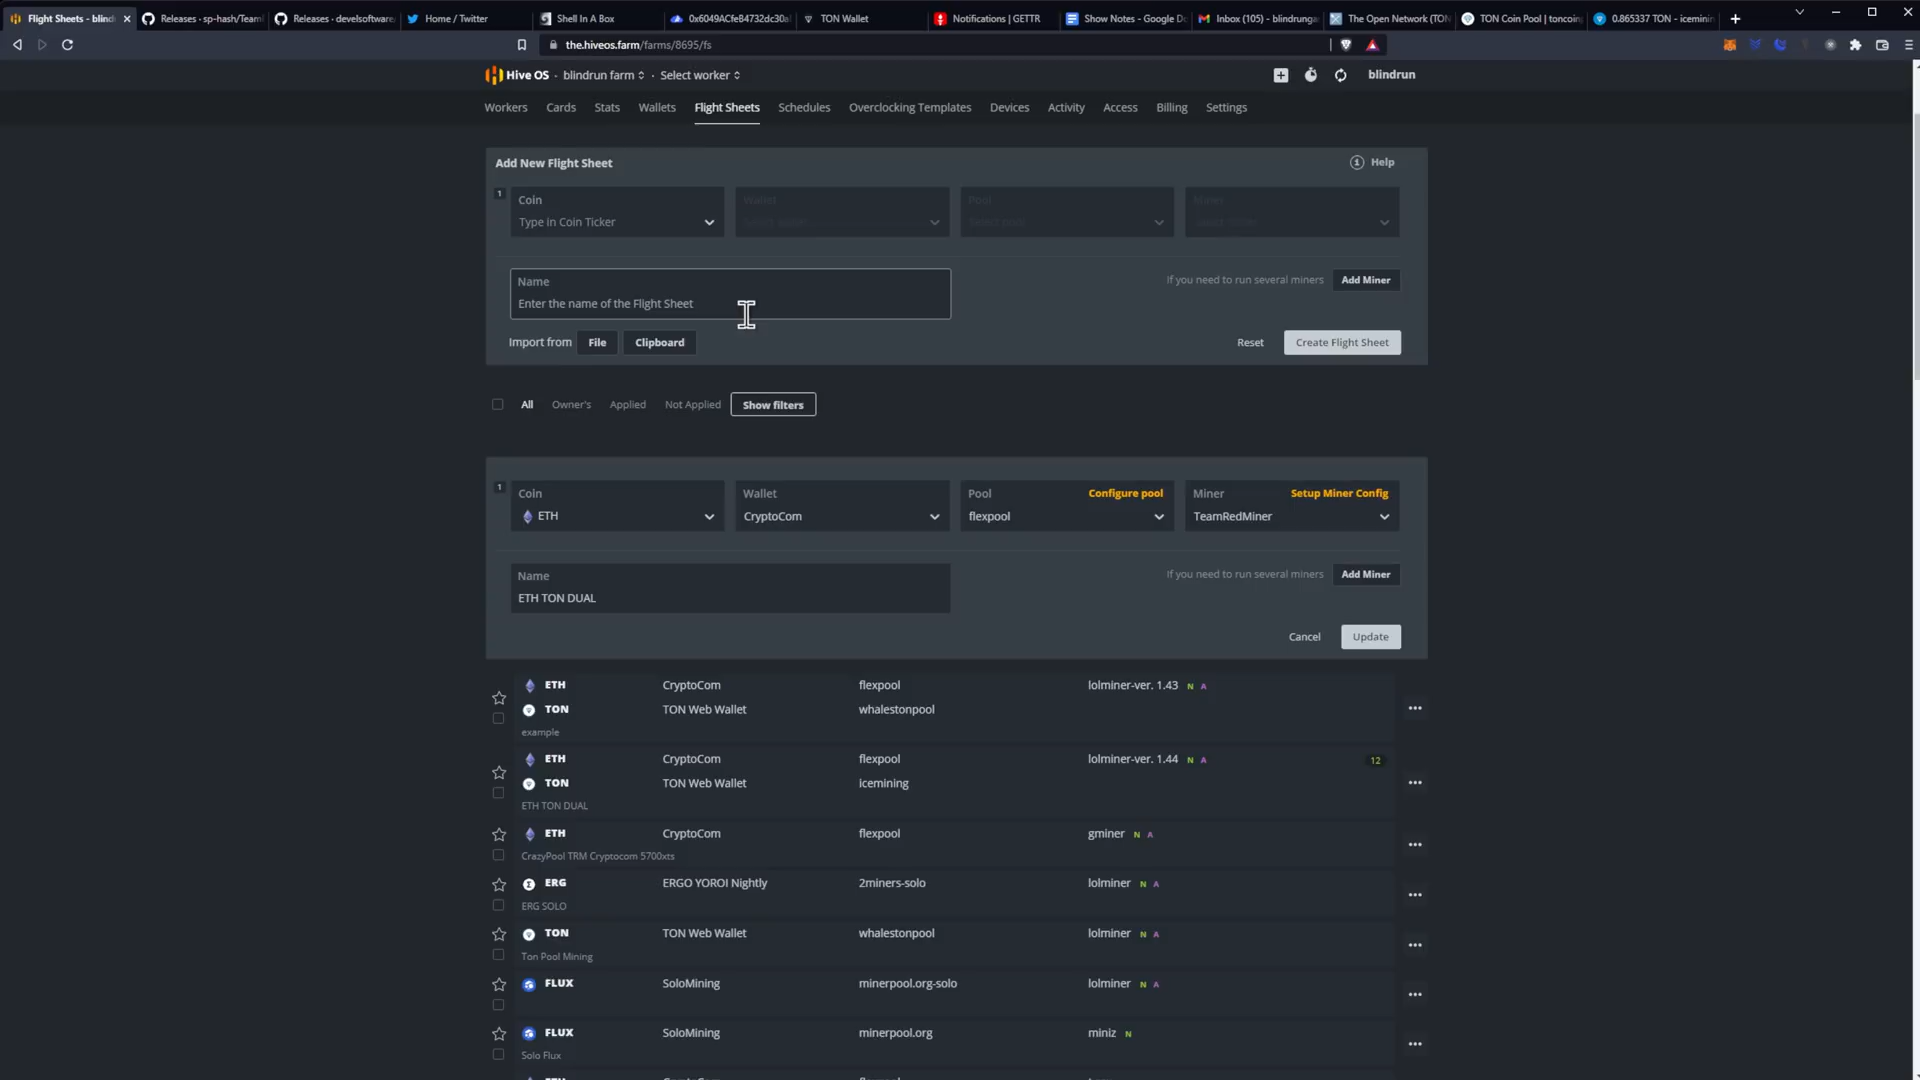 Flight Sheets - blind
Releases · sp-hash/TeamI
Releases · develsoftware
Home / Twitter
Shell In A Box
0x6049ACfeB4732dc30a
TON Wallet
Notifications | GETTR
Show Notes - Google Do
Inbox (105) - blindrunga
The Open Network (TON
TON Coin Pool | toncoin
0.865337 TON - icemini
the.hiveos.farm/farms/8695/fs
Hive OS · blindrun farm · Select worker
blindrun
Workers Cards Stats Wallets Flight Sheets Schedules Overclocking Templates Devices Activity Access Billing Settings
Add New Flight Sheet
Help
1
Coin
Type in Coin Ticker
Wallet
Pool
Select pool
Miner
Name
Enter the name of the Flight Sheet
If you need to run several miners Add Miner
Import from File Clipboard
Reset Create Flight Sheet
All Owner's Applied Not Applied Show filters
1
Coin
ETH
Wallet
CryptoCom
Pool Configure pool
flexpool
Miner Setup Miner Config
TeamRedMiner
Name
ETH TON DUAL
If you need to run several miners Add Miner
Cancel Update
ETH CryptoCom flexpool lolminer-ver. 1.43 N A
TON TON Web Wallet whalestonpool
example
ETH CryptoCom flexpool lolminer-ver. 1.44 N A 12
TON TON Web Wallet icemining
ETH TON DUAL
ETH CryptoCom flexpool gminer N A
CrazyPool TRM Cryptocom 5700xts
ERG ERGO YOROI Nightly 2miners-solo lolminer N A
ERG SOLO
TON TON Web Wallet whalestonpool lolminer N A
Ton Pool Mining
FLUX SoloMining minerpool.org-solo lolminer N A
FLUX SoloMining minerpool.org miniz N
Solo Flux